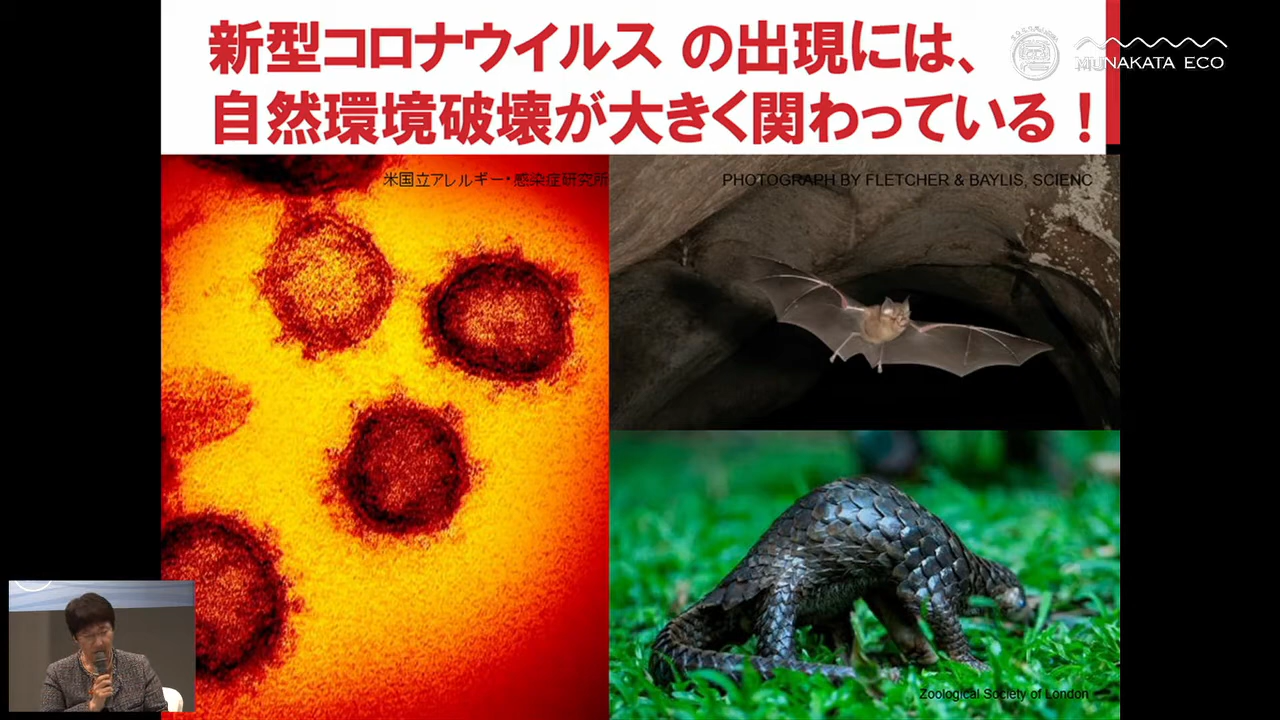 新型コロナウイルス の出現には、
自然環境破壊が大きく関わっている！
MUNAKATA ECO
米国立アレルギー・感染症研究所
PHOTOGRAPH BY FLETCHER & BAYLIS, SCIENC
Zoological Society of London